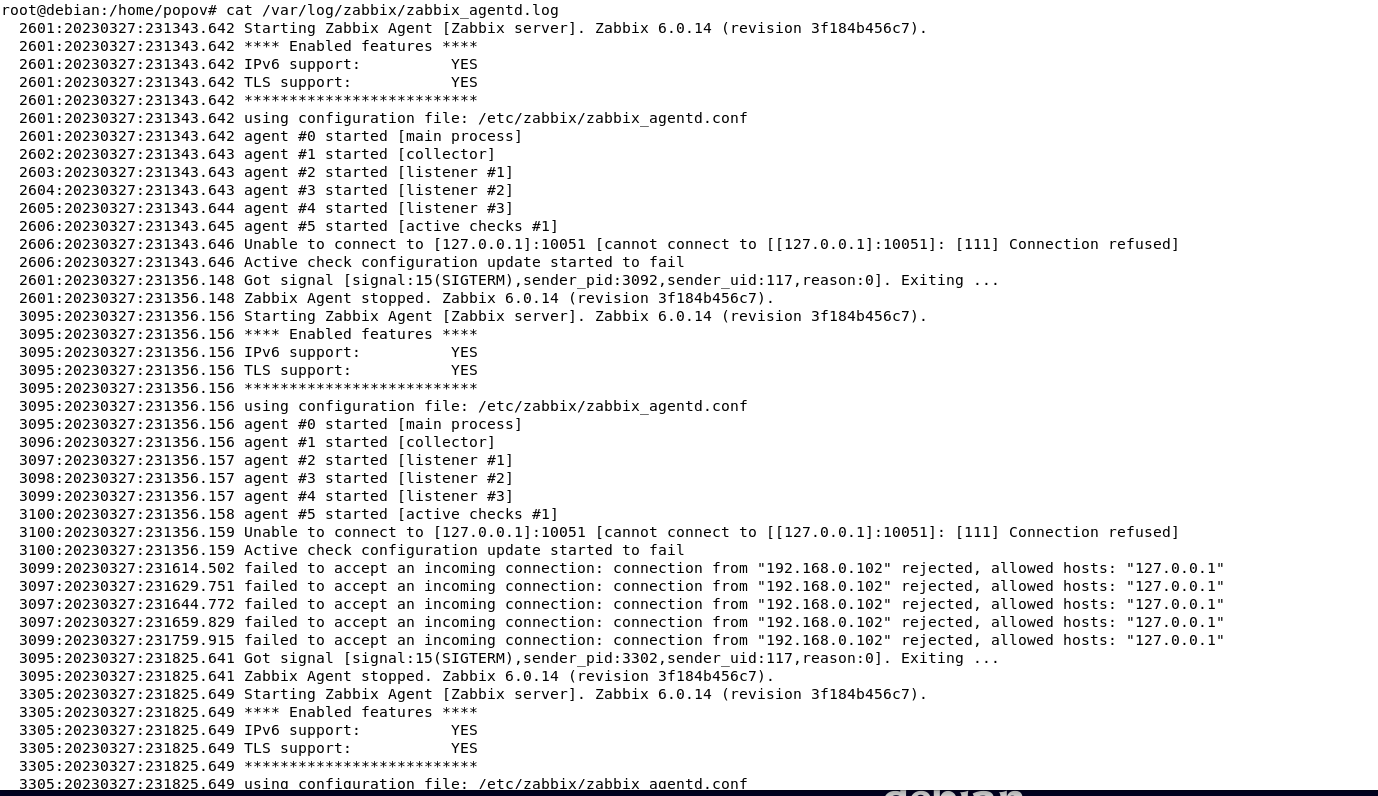 root@debian:/home/popov# cat /var/log/zabbix/zabbix_agentd.log
2601:20230327:231343.642 Starting Zabbix Agent [Zabbix server]. Zabbix 6.0.14 (revision 3f184b456c7).
2601:20230327:231343.642 **** Enabled features ****
2601:20230327:231343.642 IPv6 support:          YES
2601:20230327:231343.642 TLS support:           YES
2601:20230327:231343.642 **************************
2601:20230327:231343.642 using configuration file: /etc/zabbix/zabbix_agentd.conf
2601:20230327:231343.642 agent #0 started [main process]
2602:20230327:231343.643 agent #1 started [collector]
2603:20230327:231343.643 agent #2 started [listener #1]
2604:20230327:231343.643 agent #3 started [listener #2]
2605:20230327:231343.644 agent #4 started [listener #3]
2606:20230327:231343.645 agent #5 started [active checks #1]
2606:20230327:231343.646 Unable to connect to [127.0.0.1]:10051 [cannot connect to [[127.0.0.1]:10051]: [111] Connection refused]
2606:20230327:231343.646 Active check configuration update started to fail
2601:20230327:231356.148 Got signal [signal:15(SIGTERM),sender_pid:3092,sender_uid:117,reason:0]. Exiting ...
2601:20230327:231356.148 Zabbix Agent stopped. Zabbix 6.0.14 (revision 3f184b456c7).
3095:20230327:231356.156 Starting Zabbix Agent [Zabbix server]. Zabbix 6.0.14 (revision 3f184b456c7).
3095:20230327:231356.156 **** Enabled features ****
3095:20230327:231356.156 IPv6 support:          YES
3095:20230327:231356.156 TLS support:           YES
3095:20230327:231356.156 **************************
3095:20230327:231356.156 using configuration file: /etc/zabbix/zabbix_agentd.conf
3095:20230327:231356.156 agent #0 started [main process]
3096:20230327:231356.156 agent #1 started [collector]
3097:20230327:231356.157 agent #2 started [listener #1]
3098:20230327:231356.157 agent #3 started [listener #2]
3099:20230327:231356.157 agent #4 started [listener #3]
3100:20230327:231356.158 agent #5 started [active checks #1]
3100:20230327:231356.159 Unable to connect to [127.0.0.1]:10051 [cannot connect to [[127.0.0.1]:10051]: [111] Connection refused]
3100:20230327:231356.159 Active check configuration update started to fail
3099:20230327:231614.502 failed to accept an incoming connection: connection from "192.168.0.102" rejected, allowed hosts: "127.0.0.1"
3097:20230327:231629.751 failed to accept an incoming connection: connection from "192.168.0.102" rejected, allowed hosts: "127.0.0.1"
3097:20230327:231644.772 failed to accept an incoming connection: connection from "192.168.0.102" rejected, allowed hosts: "127.0.0.1"
3097:20230327:231659.829 failed to accept an incoming connection: connection from "192.168.0.102" rejected, allowed hosts: "127.0.0.1"
3099:20230327:231759.915 failed to accept an incoming connection: connection from "192.168.0.102" rejected, allowed hosts: "127.0.0.1"
3095:20230327:231825.641 Got signal [signal:15(SIGTERM),sender_pid:3302,sender_uid:117,reason:0]. Exiting ...
3095:20230327:231825.641 Zabbix Agent stopped. Zabbix 6.0.14 (revision 3f184b456c7).
3305:20230327:231825.649 Starting Zabbix Agent [Zabbix server]. Zabbix 6.0.14 (revision 3f184b456c7).
3305:20230327:231825.649 **** Enabled features ****
3305:20230327:231825.649 IPv6 support:          YES
3305:20230327:231825.649 TLS support:           YES
3305:20230327:231825.649 **************************
3305:20230327:231825.649 using configuration file: /etc/zabbix/zabbix_agentd.conf
debian